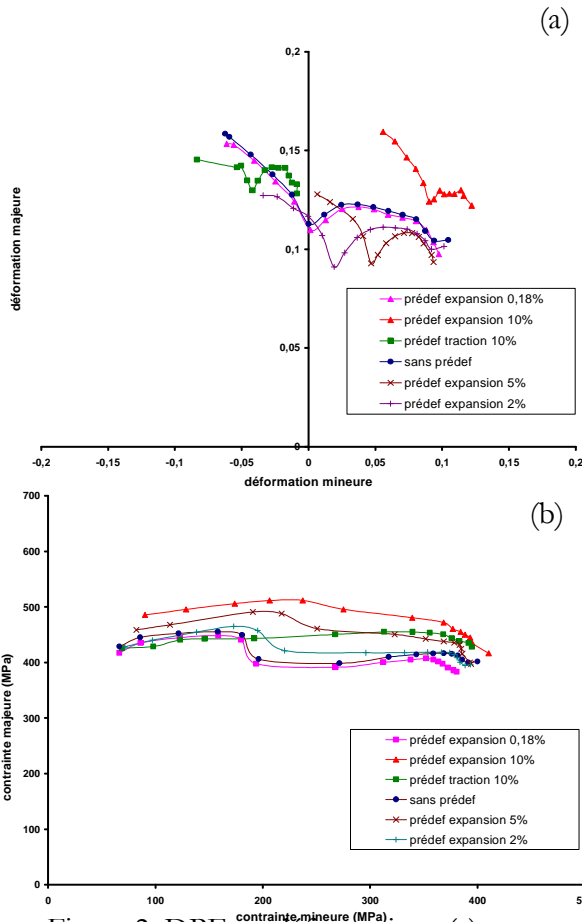 (a)
0,2
0,15
0,1
0,05
0
-0,2
-0,15
-0,1
-0,05
0
0,05
0,1
0,15
0,2
déformation mineure
déformation majeure
prédef expansion 0,18%
prédef expansion 10%
prédef traction 10%
sans prédef
prédef expansion 5%
prédef expansion 2%
(b)
700
600
500
400
300
200
100
0
0
100
200
300
400
contrainte mineure (MPa)
contrainte majeure (MPa)
prédef expansion 0,18%
prédef expansion 10%
prédef traction 10%
sans prédef
prédef expansion 5%
prédef expansion 2%